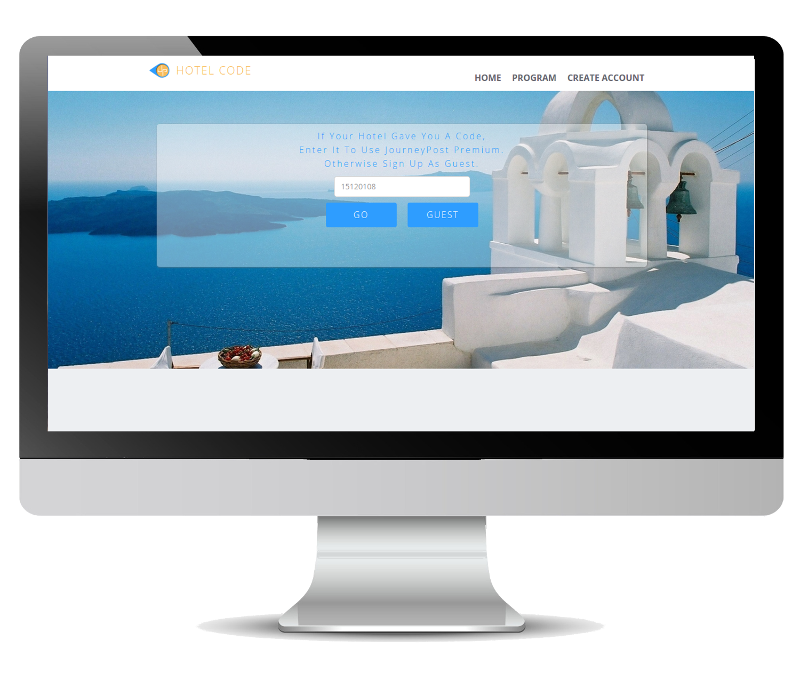 HOTEL CODE
HOME PROGRAM CREATE ACCOUNT
If Your Hotel Gave You A Code,
Enter It To Use JourneyPost Premium.
Otherwise Sign Up As Guest.
15120108
GO GUEST